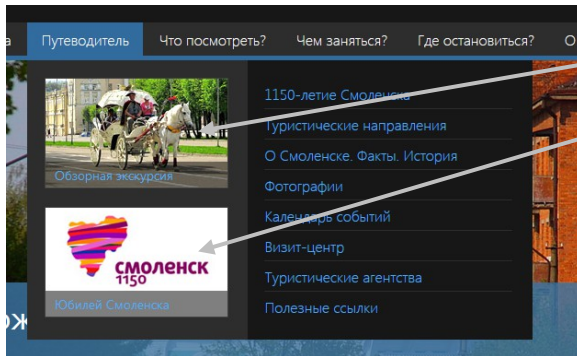 Путеводитель Что посмотреть? Чем заняться? Где остановиться?
Обзорная экскурсия
СМОЛЕНСК
1150
Юбилей Смоленска
1150-летие Смоленска
Туристические направления
О Смоленске. Факты. История
Фотографии
Календарь событий
Визит-центр
Туристические агентства
Полезные ссылки